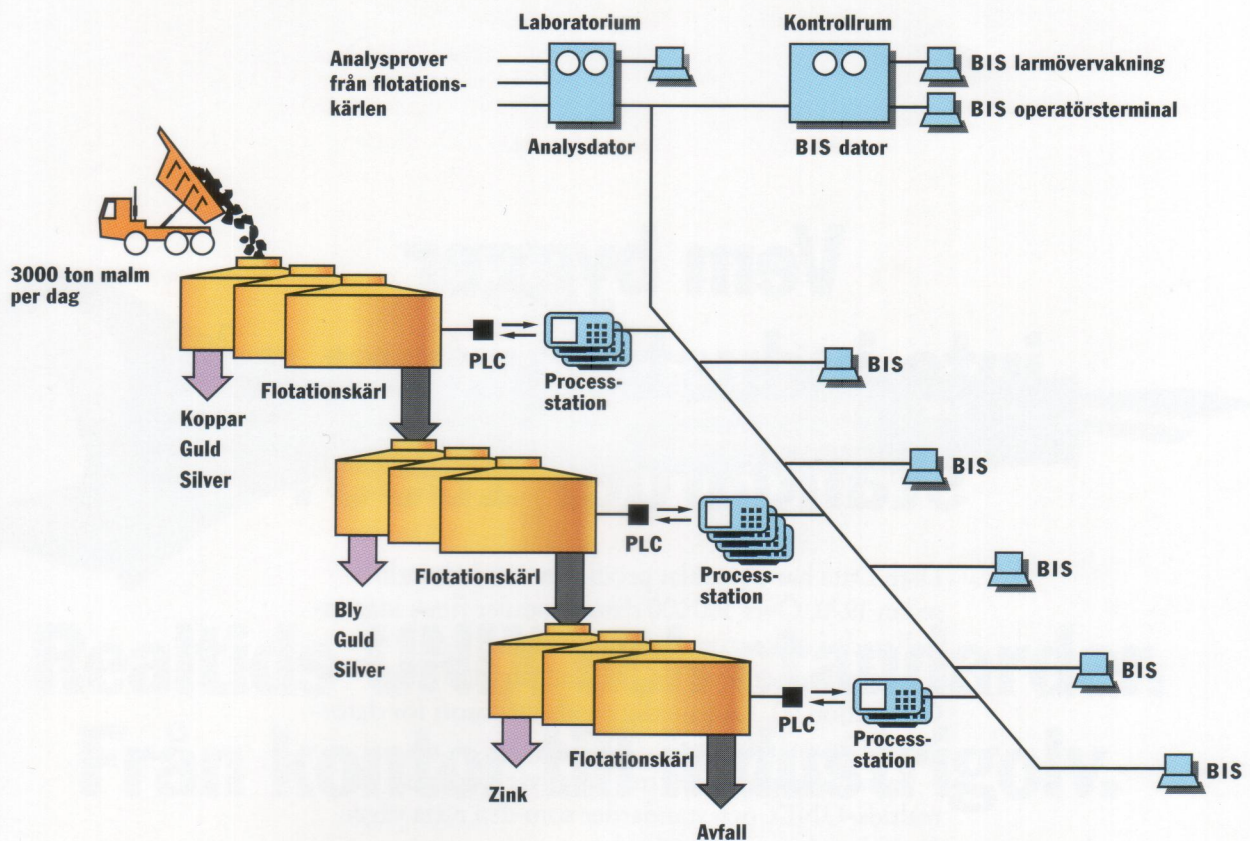 Laboratorium
Kontrollrum
Analysprover
från flotations-
kärlen
BIS larmövervakning
BIS operatörsterminal
Analysdator
BIS dator
3000 ton malm
per dag
PLC
Process-
station
BIS
Flotationskärl
Koppar
Guld
Silver
BIS
PLC
Process-
station
Flotationskärl
BIS
Bly
Guld
Silver
BIS
PLC
Process-
station
Flotationskärl
BIS
Zink
Avfall